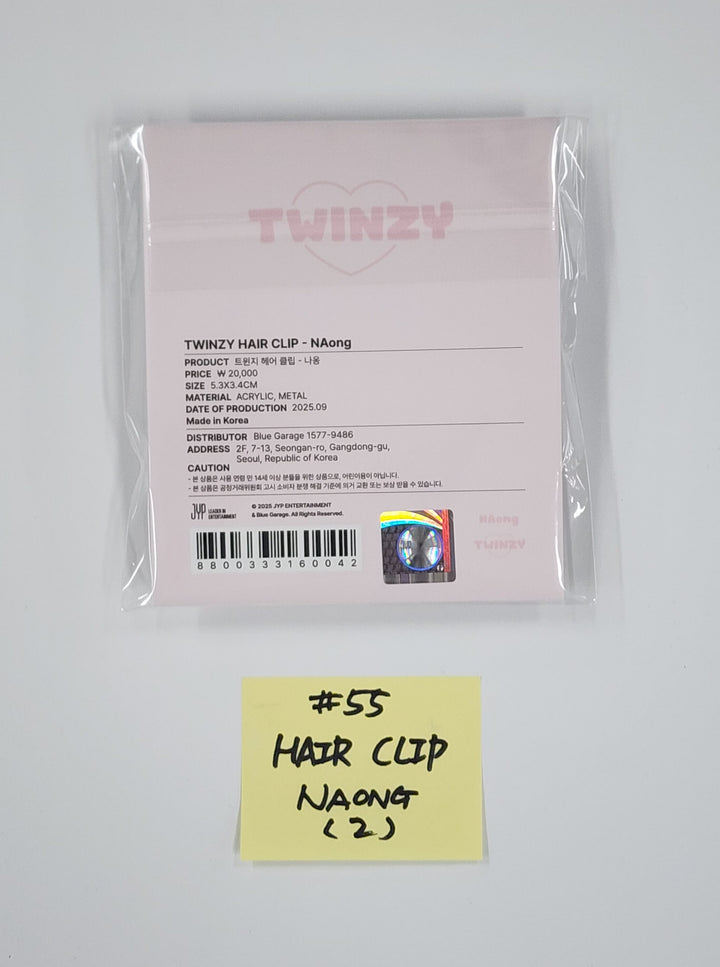 TWINZY
TWINZY HAIR CLIP - NAong
PRODUCT 트윈지 헤어 클립 - 나옹
PRICE ₩ 20,000
SIZE 5.3X3.4CM
MATERIAL ACRYLIC, METAL
DATE OF PRODUCTION 2025.09
Made in Korea
DISTRIBUTOR Blue Garage 1577-9486
ADDRESS 2F, 7-13, Seongan-ro, Gangdong-gu,
Seoul, Republic of Korea
CAUTION
- 본 상품은 사용 연령 만 14세 이상 분들을 위한 상품으로, 어린이용이 아닙니다.
- 본 상품은 공정거래위원회 고시 소비자 분쟁 해결 기준에 의거 교환 또는 보상 받을 수 있습니다.
JYP LEADER IN
ENTERTAINMENT
© 2025 JYP ENTERTAINMENT
& Blue Garage. All Rights Reserved.
8800333160042
NAong
TWINZY
#55
HAIR CLIP
NAONG
(2)